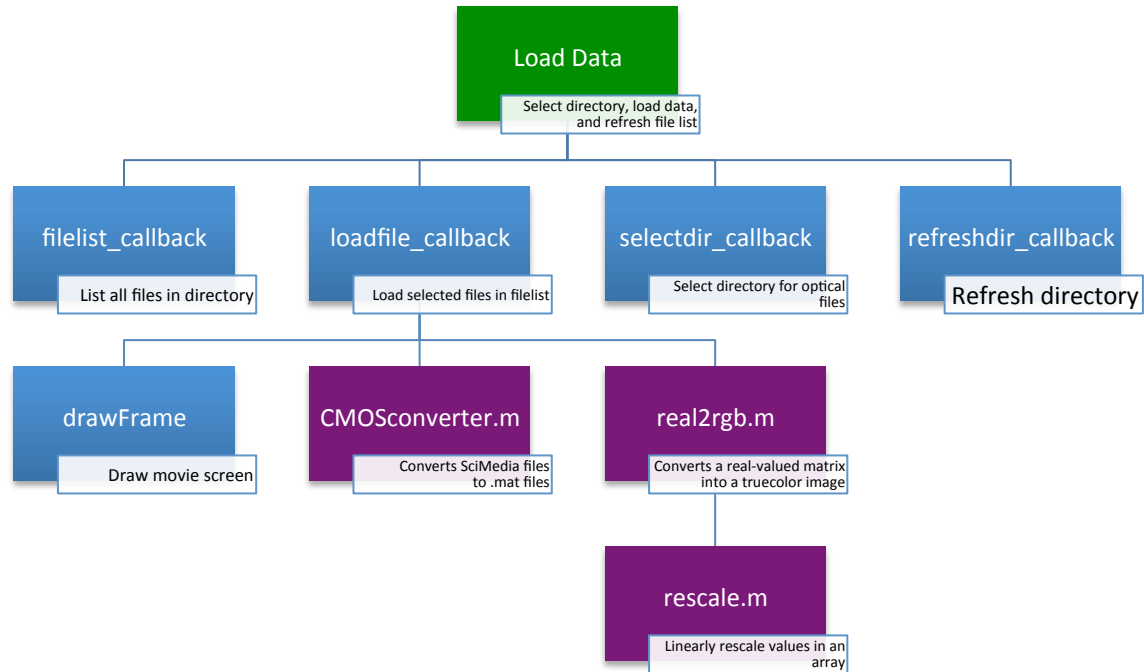 Load Data
Select directory, load data,
and refresh file list
filelist_callback
List all files in directory
loadfile_callback
Load selected files in filelist
selectdir_callback
Select directory for optical
files
refreshdir_callback
Refresh directory
drawFrame
Draw movie screen
CMOSconverter.m
Converts SciMedia files
to .mat files
real2rgb.m
Converts a real-valued matrix
into a truecolor image
rescale.m
Linearly rescale values in an
array